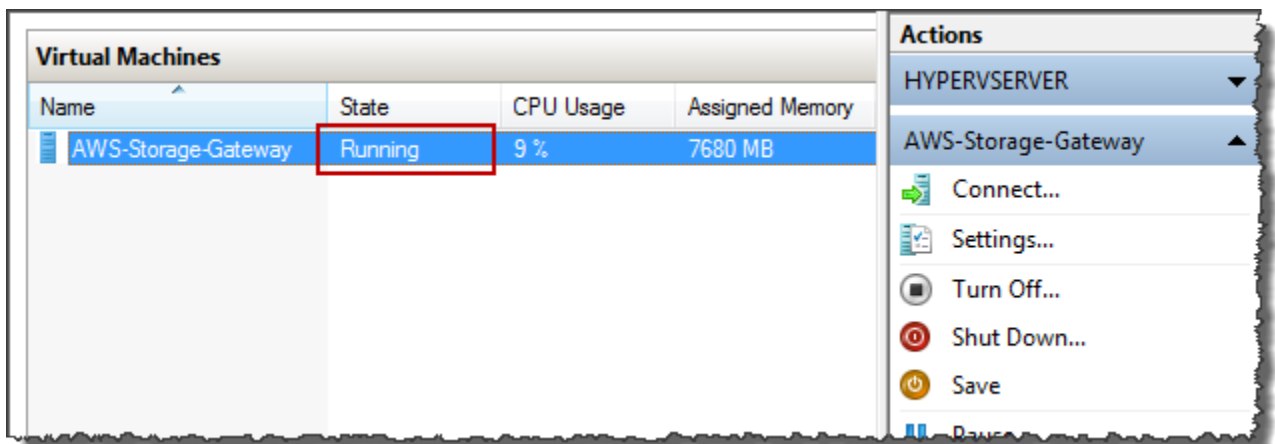 Virtual Machines
Name State CPU Usage Assigned Memory
AWS-Storage-Gateway Running 9 % 7680 MB
Actions
HYPERVSERVER
AWS-Storage-Gateway
Connect...
Settings...
Turn Off...
Shut Down...
Save
Pause